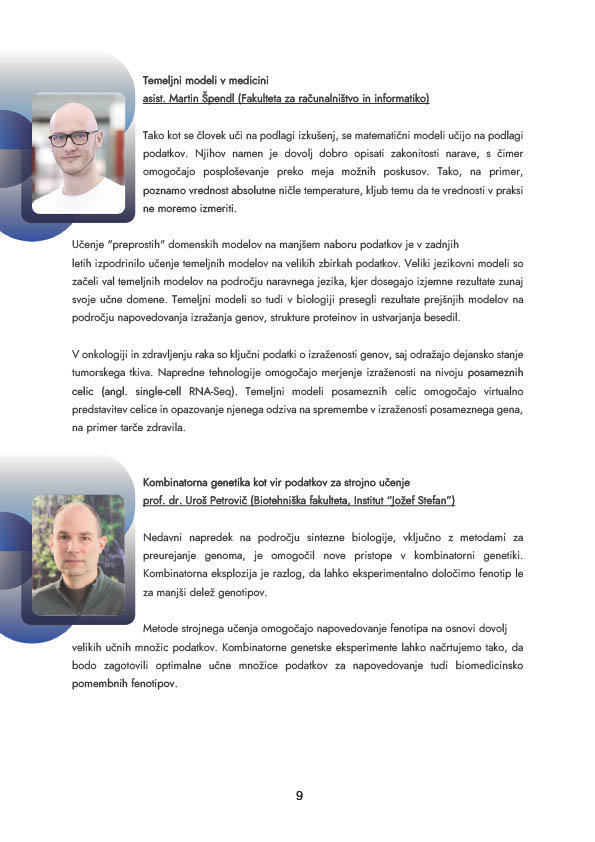 Temeljni modeli v medicini
asist. Martin Špendl (Fakulteta za računalništvo in informatiko)
Tako kot se človek uči na podlagi izkušenj, se matematični modeli učijo na podlagi
podatkov. Njihov namen je dovolj dobro opisati zakonitosti narave, s čimer
omogočajo posploševanje preko meja možnih poskusov. Tako, na primer,
poznamo vrednost absolutne ničle temperature, kljub temu da te vrednosti v praksi
ne moremo izmeriti.
Učenje "preprostih" domenskih modelov na manjšem naboru podatkov je v zadnjih
letih izpodrinilo učenje temeljnih modelov na velikih zbirkah podatkov. Veliki jezikovni modeli so
začeli val temeljnih modelov na področju naravnega jezika, kjer dosegajo izjemne rezultate zunaj
svoje učne domene. Temeljni modeli so tudi v biologiji presegli rezultate prejšnjih modelov na
področju napovedovanja izražanja genov, strukture proteinov in ustvarjanja besedil.
V onkologiji in zdravljenju raka so ključni podatki o izraženosti genov, saj odražajo dejansko stanje
tumorskega tkiva. Napredne tehnologije omogočajo merjenje izraženosti na nivoju posameznih
celic (angl. single-cell RNA-Seq). Temeljni modeli posameznih celic omogočajo virtualno
predstavitev celice in opazovanje njenega odziva na spremembe v izraženosti posameznega gena,
na primer tarče zdravila.
Kombinatorna genetika kot vir podatkov za strojno učenje
prof. dr. Uroš Petrovič (Biotehniška fakulteta, Institut “Jožef Stefan”)
Nedavni napredek na področju sintezne biologije, vključno z metodami za
preurejanje genoma, je omogočil nove pristope v kombinatorni genetiki.
Kombinatorna eksplozija je razlog, da lahko eksperimentalno določimo fenotip le
za manjši delež genotipov.
Metode strojnega učenja omogočajo napovedovanje fenotipa na osnovi dovolj
velikih učnih množic podatkov. Kombinatorne genetske eksperimente lahko načrtujemo tako, da
bodo zagotovili optimalne učne množice podatkov za napovedovanje tudi biomedicinsko
pomembnih fenotipov.
9